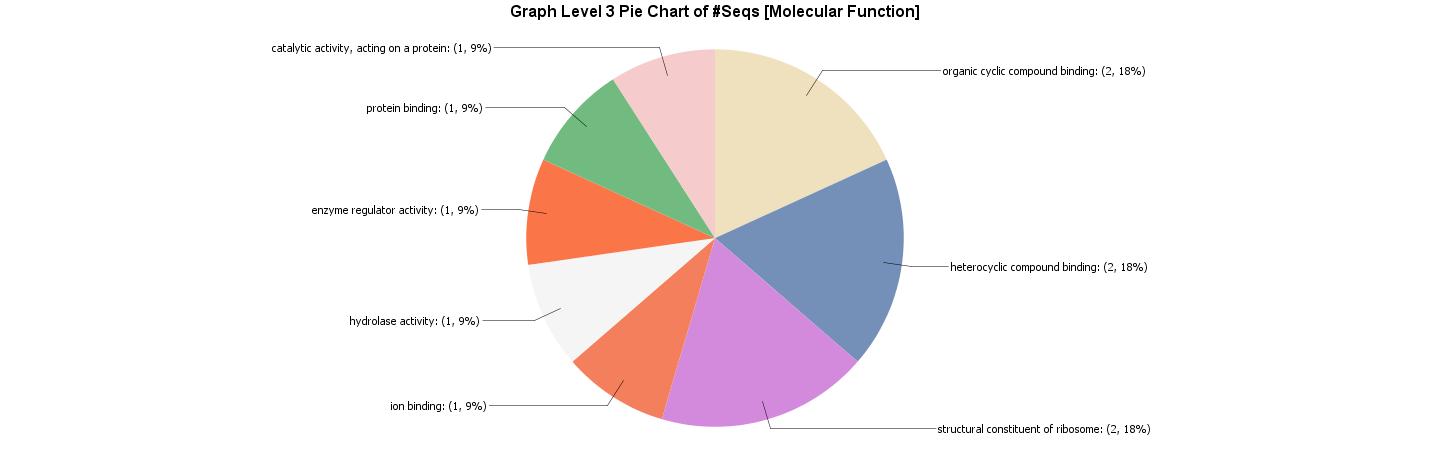 Graph Level 3 Pie Chart of #Seqs [Molecular Function]
catalytic activity, acting on a protein: (1, 9%)
organic cyclic compound binding: (2, 18%)
protein binding: (1, 9%)
enzyme regulator activity: (1, 9%)
heterocyclic compound binding: (2, 18%)
hydrolase activity: (1, 9%)
ion binding: (1, 9%)
structural constituent of ribosome: (2, 18%)